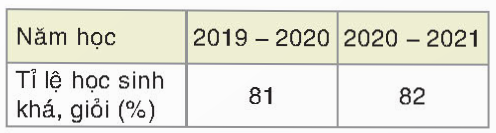 Năm học 2019 – 2020 2020 – 2021
Tỉ lệ học sinh
khá, giỏi (%) 81 82